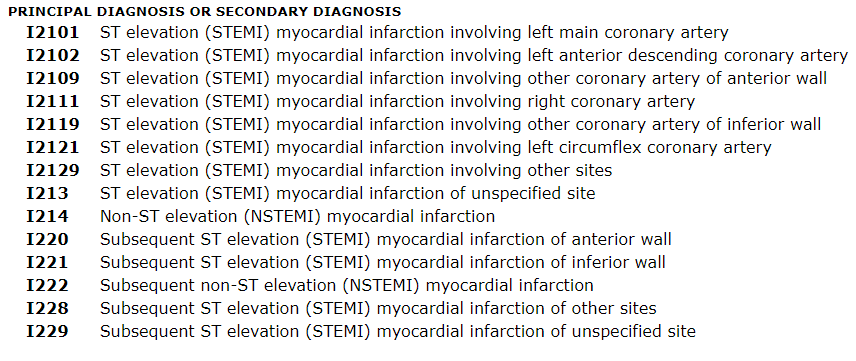 PRINCIPAL DIAGNOSIS OR SECONDARY DIAGNOSIS
I2101 ST elevation (STEMI) myocardial infarction involving left main coronary artery
I2102 ST elevation (STEMI) myocardial infarction involving left anterior descending coronary artery
I2109 ST elevation (STEMI) myocardial infarction involving other coronary artery of anterior wall
I2111 ST elevation (STEMI) myocardial infarction involving right coronary artery
I2119 ST elevation (STEMI) myocardial infarction involving other coronary artery of inferior wall
I2121 ST elevation (STEMI) myocardial infarction involving left circumflex coronary artery
I2129 ST elevation (STEMI) myocardial infarction involving other sites
I213 ST elevation (STEMI) myocardial infarction of unspecified site
I214 Non-ST elevation (NSTEMI) myocardial infarction
I220 Subsequent ST elevation (STEMI) myocardial infarction of anterior wall
I221 Subsequent ST elevation (STEMI) myocardial infarction of inferior wall
I222 Subsequent non-ST elevation (NSTEMI) myocardial infarction
I228 Subsequent ST elevation (STEMI) myocardial infarction of other sites
I229 Subsequent ST elevation (STEMI) myocardial infarction of unspecified site